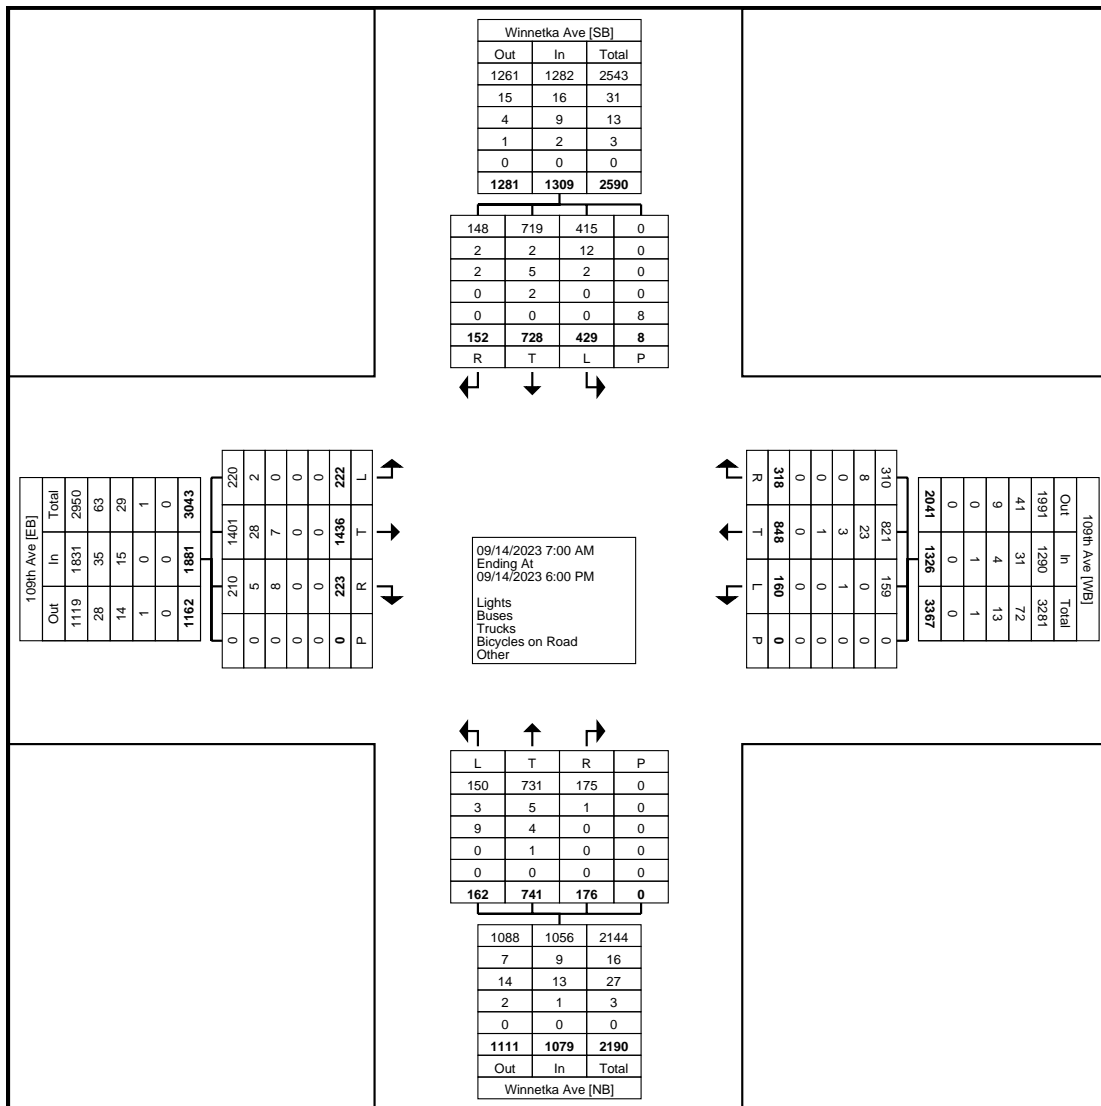 Winnetka Ave [SB]
Out In Total
1261 1282 2543
15 16 31
4 9 13
1 2 3
0 0 0
1281 1309 2590
148 719 415 0
2 2 12 0
2 5 2 0
0 2 0 0
0 0 0 8
152 728 429 8
R T L P
109th Ave [EB]
Total 2950 63 29 1 0 3043
In 1831 35 15 0 0 1881
Out 1119 28 14 1 0 1162
220 2 0 0 0 222 L
1401 28 7 0 0 1436 T
210 5 8 0 0 223 R
0 0 0 0 0 0 P
09/14/2023 7:00 AM
Ending At
09/14/2023 6:00 PM
Lights
Buses
Trucks
Bicycles on Road
Other
R 318 0 0 0 8 310
T 848 0 1 3 23 821
L 160 0 0 1 0 159
P 0 0 0 0 0 0
109th Ave [WB]
Out In Total
1991 1290 3281
41 31 72
9 4 13
0 1 1
0 0 0
2041 1326 3367
L T R P
150 731 175 0
3 5 1 0
9 4 0 0
0 1 0 0
0 0 0 0
162 741 176 0
1088 1056 2144
7 9 16
14 13 27
2 1 3
0 0 0
1111 1079 2190
Out In Total
Winnetka Ave [NB]